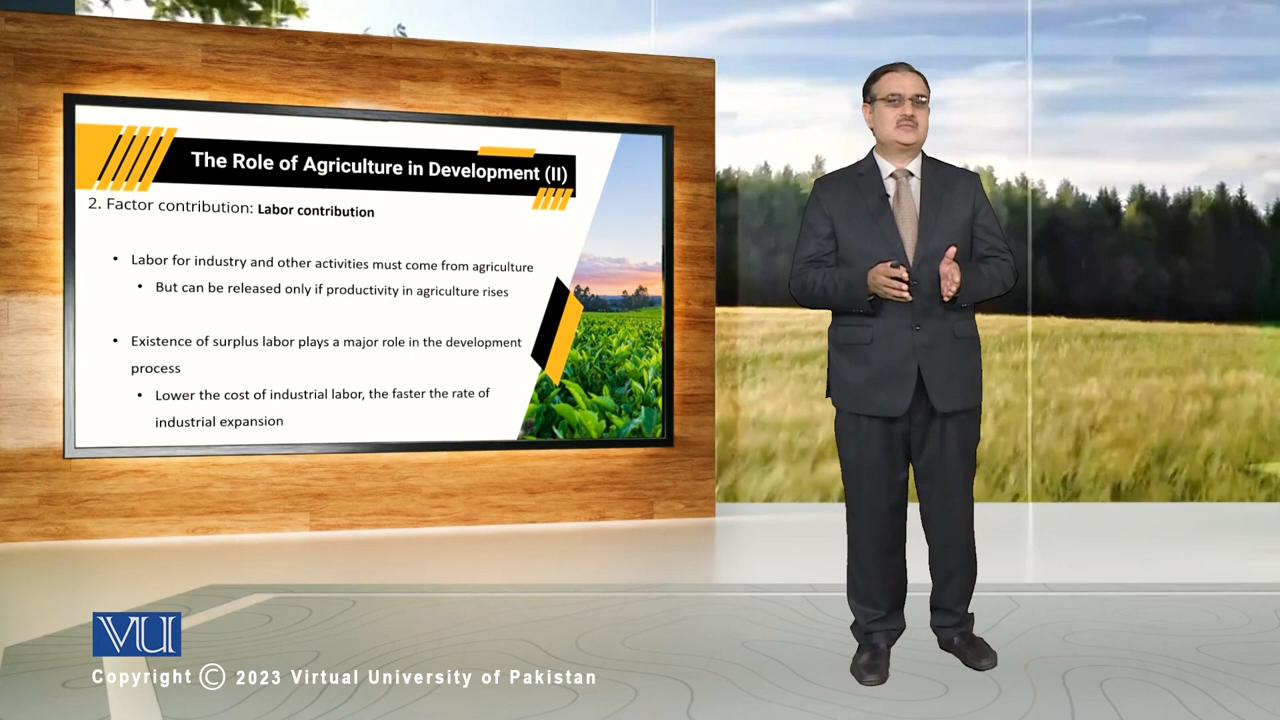 The Role of Agriculture in Development (II)
2. Factor contribution: Labor contribution
• Labor for industry and other activities must come from agriculture
• But can be released only if productivity in agriculture rises
• Existence of surplus labor plays a major role in the development
process
• Lower the cost of industrial labor, the faster the rate of
industrial expansion
VU
Copyright © 2023 Virtual University of Pakistan